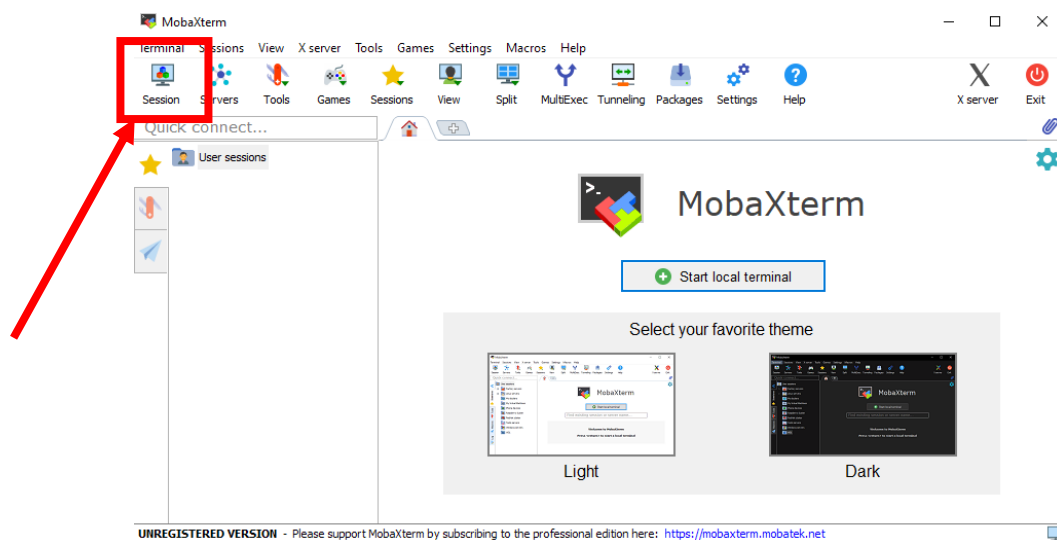 MobaXterm
Terminal Sessions View X server Tools Games Settings Macros Help
Session Servers Tools Games Sessions View Split MultiExec Tunneling Packages Settings Help X server Exit
Quick connect...
User sessions
>_
MobaXterm
Start local terminal
Select your favorite theme
MobaXterm MobaXterm
Light Dark
UNREGISTERED VERSION - Please support MobaXterm by subscribing to the professional edition here: https://mobaxterm.mobatek.net